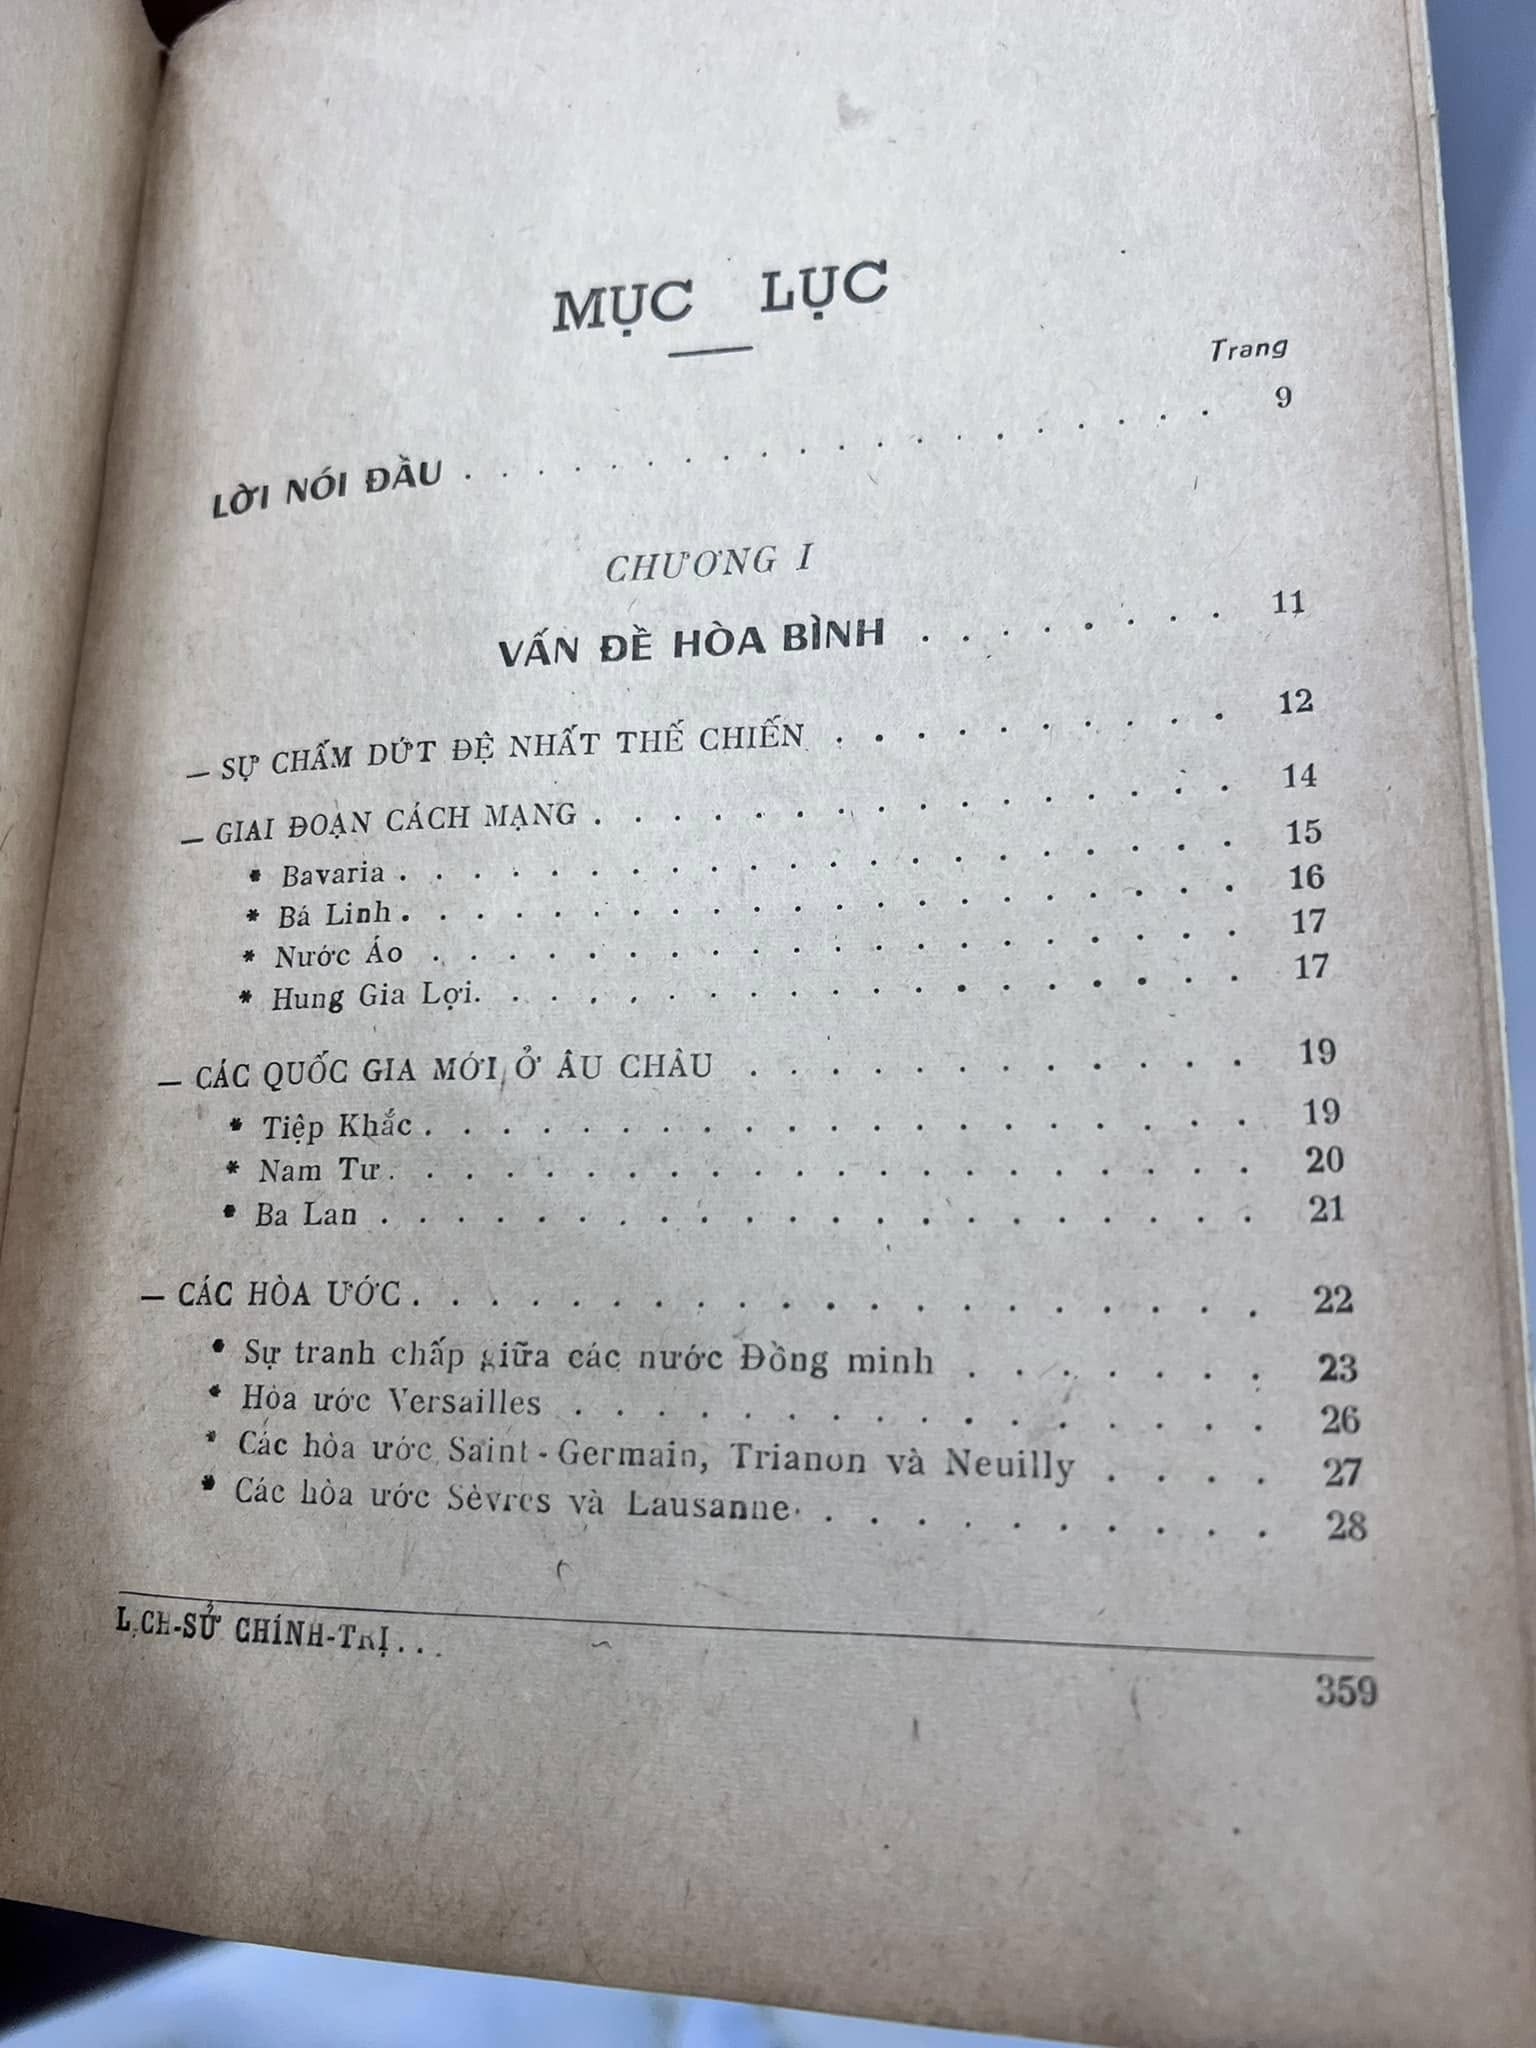 MỤC LỤC
Trang
LỜI NÓI ĐẦU . . . . . . . . . . . . . . . . . . . . 9
CHƯƠNG I
VẤN ĐỀ HÒA BÌNH . . . . . . . . 11
— SỰ CHẤM DỨT ĐỆ NHẤT THẾ CHIẾN . . . . . . . . . . 12
— GIAI ĐOẠN CÁCH MẠNG . . . . . . . . . . . . . . . . 14
* Bavaria . . . . . . . . . . . . . . . . . . . . . 15
* Bá Linh . . . . . . . . . . . . . . . . . . . . . 16
* Nước Áo . . . . . . . . . . . . . . . . . . . . . 17
* Hung Gia Lợi . . . . . . . . . . . . . . . . . . . 17
— CÁC QUỐC GIA MỚI Ở ÂU CHÂU . . . . . . . . . . . . 19
* Tiệp Khắc . . . . . . . . . . . . . . . . . . . . 19
* Nam Tư . . . . . . . . . . . . . . . . . . . . . 20
* Ba Lan . . . . . . . . . . . . . . . . . . . . . 21
— CÁC HÒA ƯỚC . . . . . . . . . . . . . . . . . . . . 22
* Sự tranh chấp giữa các nước Đồng minh . . . . . . . 23
* Hòa ước Versailles . . . . . . . . . . . . . . . . 26
* Các hòa ước Saint-Germain, Trianon và Neuilly . . . . 27
* Các hòa ước Sèvres và Lausanne . . . . . . . . . . . 28
LỊCH-SỬ CHÍNH-TRỊ...
359